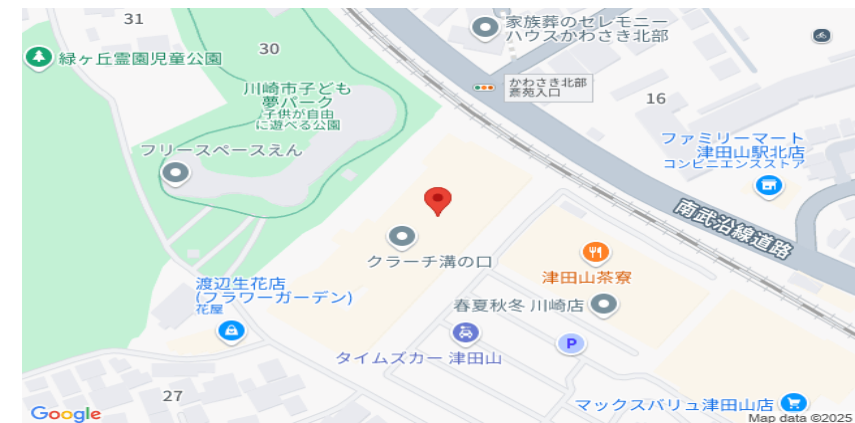 31
家族葬のセレモニー
ハウスかわさき北部
30
緑ヶ丘霊園児童公園
川崎市子ども
夢パーク
子供が自由
に遊べる公園
かわさき北部
斎苑入口
16
ファミリーマート
津田山駅北店
コンビニエンスストア
フリースペースえん
南武沿線道路
クラーチ溝の口
津田山茶寮
渡辺生花店
(フラワーガーデン)
花屋
春夏秋冬 川崎店
P
タイムズカー 津田山
27
マックスバリュ津田山店
Google
Map data ©2025